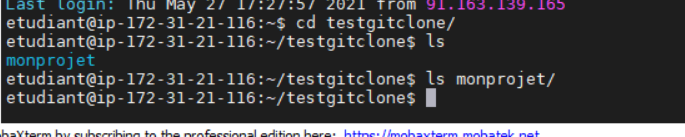 Last login: Thu May 27 17:27:57 2021 from 91.163.139.165
etudiant@ip-172-31-21-116:~$ cd testgitclone/
etudiant@ip-172-31-21-116:~/testgitclone$ ls
monprojet
etudiant@ip-172-31-21-116:~/testgitclone$ ls monprojet/
etudiant@ip-172-31-21-116:~/testgitclone$
by subscribing to the professional edition here: https://mobaxterm.mobatek.net